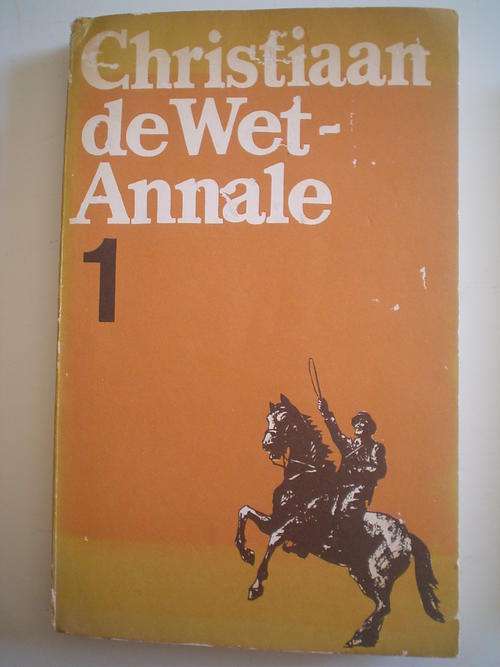 Christiaan
de Wet-
Annale
1